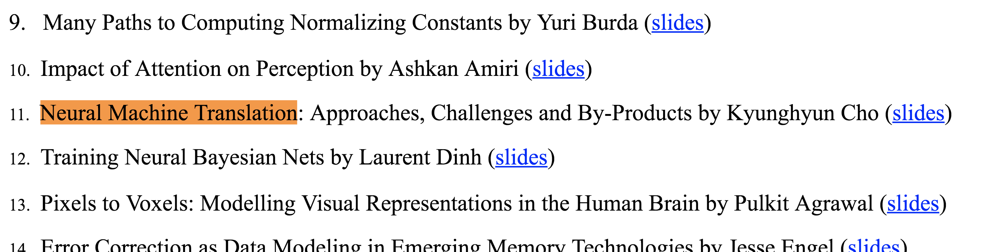 9. Many Paths to Computing Normalizing Constants by Yuri Burda (slides)
10. Impact of Attention on Perception by Ashkan Amiri (slides)
11. Neural Machine Translation: Approaches, Challenges and By-Products by Kyunghyun Cho (slides)
12. Training Neural Bayesian Nets by Laurent Dinh (slides)
13. Pixels to Voxels: Modelling Visual Representations in the Human Brain by Pulkit Agrawal (slides)
14. Error Correction as Data Modeling in Emerging Memory Technologies by Jesse Engel (slides)